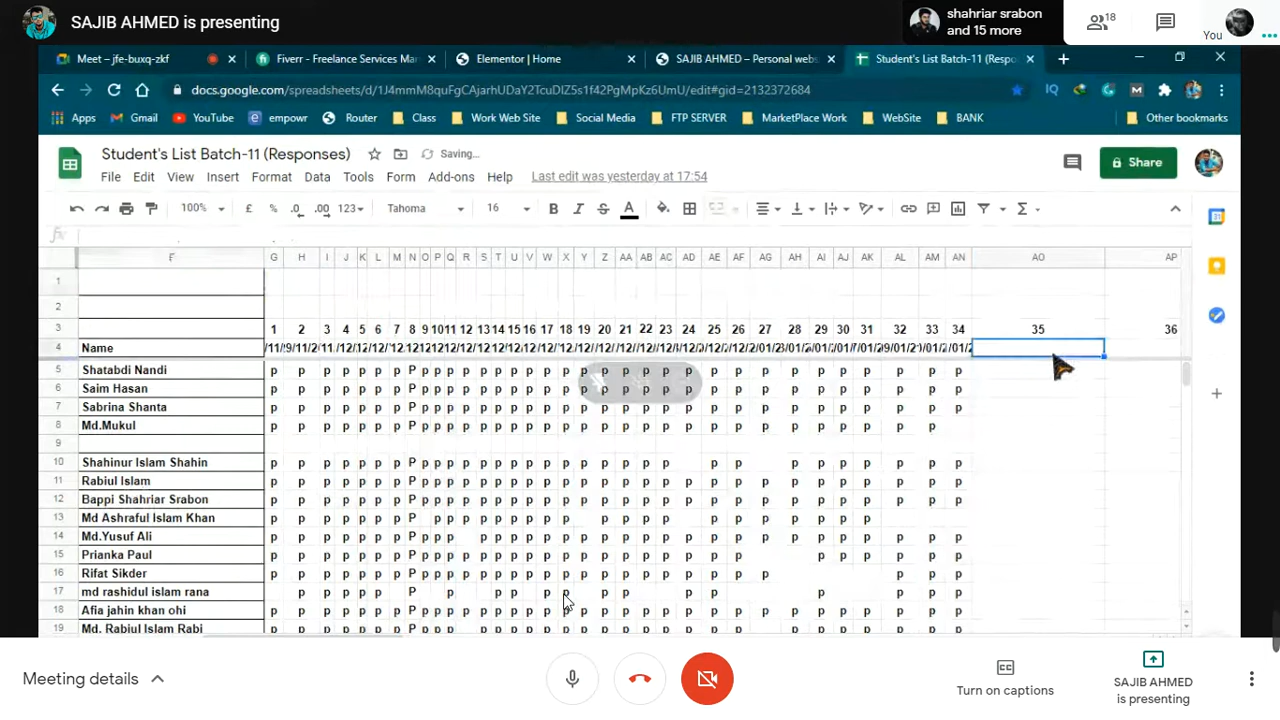 SAJIB AHMED is presenting
shahriar srabon
and 15 more
18
You
Meet – jfe-buxq-zkf
Fiverr - Freelance Services Mar
Elementor | Home
SAJIB AHMED – Personal webs
Student's List Batch-11 (Respon
docs.google.com/spreadsheets/d/1J4mmM8quFgCAjarhUDaY2TcuDIZ5s1f42PgMpKz6UmU/edit#gid=2132372684
Apps Gmail YouTube empowr Router Class Work Web Site Social Media FTP SERVER MarketPlace Work WebSite BANK Other bookmarks
Student's List Batch-11 (Responses) Saving...
Share
File Edit View Insert Format Data Tools Form Add-ons Help Last edit was yesterday at 17:54
100% £ % .0 .00 123 Tahoma 16 B I S A
F G H I J K L M N O P Q R S T U V W X Y Z AA AB AC AD AE AF AG AH AI AJ AK AL AM AN AO AP
1
2
3 1 2 3 4 5 6 7 8 9 10 11 12 13 14 15 16 17 18 19 20 21 22 23 24 25 26 27 28 29 30 31 32 33 34 35 36
4 Name
5 Shatabdi Nandi p p p p p p p P p p p p p p p p p p p p p p p p p p p p p p p p p p
6 Saim Hasan p p p p p p p P p p p p p p p p p p p p p p p p p p p p p p p p p p
7 Sabrina Shanta p p p p p p p P p p p p p p p p p p p p p p p p p p p p p p p p p p
8 Md.Mukul p p p p p p p P p p p p p p p p p p p p p p p p p p p p p p p p p
9
10 Shahinur Islam Shahin p p p p p p p P p p p p p p p p p p p p p p p p p p p p p p p p
11 Rabiul Islam p p p p p p p P p p p p p p p p p p p p p p p p p p p p p p p p p p
12 Bappi Shahriar Srabon p p p p p p p P p p p p p p p p p p p p p p p p p p p p p p p p p p
13 Md Ashraful Islam Khan p p p p p p p P p p p p p p p p p p p p p p p p p p p p
14 Md.Yusuf Ali p p p p p p p P p p p p p p p p p p p p p p p p p p p p p p p p p
15 Prianka Paul p p p p p p p P p p p p p p p p p p p p p p p p p p p p p p p p
16 Rifat Sikder p p p p p p p P p p p p p p p p p p p p p p p p p p p p p p
17 md rashidul islam rana p p p p P p p p p p p p p p p p p p
18 Afia jahin khan ohi p p p p p p p P p p p p p p p p p p p p p p p p p p p p p p p p p p
19 Md. Rabiul Islam Rabi
Meeting details
Turn on captions
SAJIB AHMED
is presenting